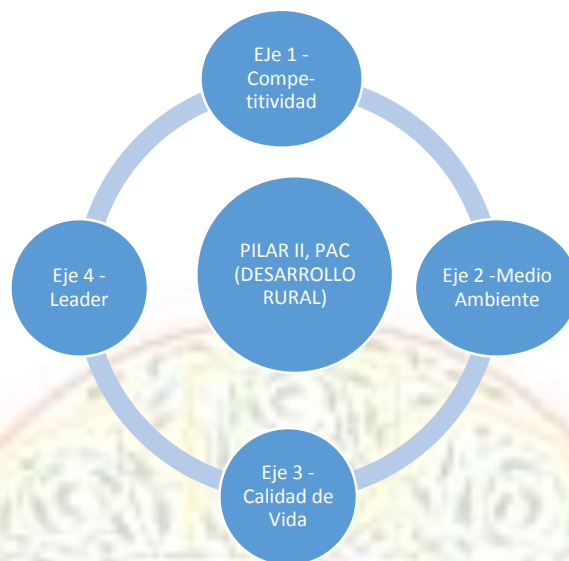 EJe 1 -
Compe-
titividad
PILAR II, PAC
(DESARROLLO
RURAL)
Eje 4 -
Leader
Eje 2 -Medio
Ambiente
Eje 3 -
Calidad de
Vida